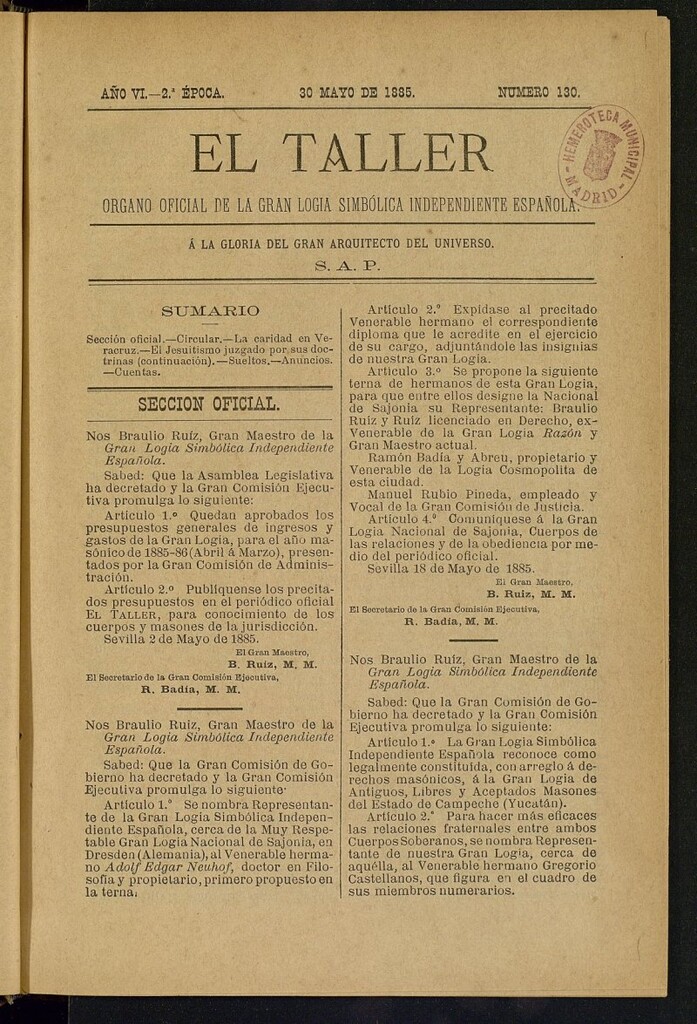 AÑO VI.—2.ª ÉPOCA.
30 MAYO DE 1885.
NUMERO 130.
EL TALLER
HEMEROTECA MUNICIPAL
MADRID
ORGANO OFICIAL DE LA GRAN LOGIA SIMBÓLICA INDEPENDIENTE ESPAÑOLA.
Á LA GLORIA DEL GRAN ARQUITECTO DEL UNIVERSO.
S. A. P.
SUMARIO
Sección oficial.—Circular.—La caridad en Ve-
racruz.—El Jesuitismo juzgado por sus doc-
trinas (continuación).—Sueltos.—Anuncios.
—Cuentas.
SECCION OFICIAL.
Nos Braulio Ruíz, Gran Maestro de la
Gran Logia Simbólica Independiente
Española.
Sabed: Que la Asamblea Legislativa
ha decretado y la Gran Comisión Ejecu-
tiva promulga lo siguiente:
Artículo 1.º Quedan aprobados los
presupuestos generales de ingresos y
gastos de la Gran Logia, para el año ma-
sónico de 1885-86 (Abril á Marzo), presen-
tados por la Gran Comisión de Adminis-
tración.
Artículo 2.º Publíquense los precita-
dos presupuestos en el periódico oficial
EL TALLER, para conocimiento de los
cuerpos y masones de la jurisdicción.
Sevilla 2 de Mayo de 1885.
El Gran Maestro,
B. Ruiz, M. M.
El Secretario de la Gran Comisión Ejecutiva,
R. Badía, M. M.
Nos Braulio Ruíz, Gran Maestro de la
Gran Logia Simbólica Independiente
Española.
Sabed: Que la Gran Comisión de Go-
bierno ha decretado y la Gran Comisión
Ejecutiva promulga lo siguiente:
Artículo 1.º Se nombra Representan-
te de la Gran Logia Simbólica Indepen-
diente Española, cerca de la Muy Respe-
table Gran Logia Nacional de Sajonia, en
Dresden (Alemania), al Venerable herma-
no Adolf Edgar Neuhof, doctor en Filo-
sofía y propietario, primero propuesto en
la terna.
Artículo 2.º Expídase al precitado
Venerable hermano el correspondiente
diploma que le acredite en el ejercicio
de su cargo, adjuntándole las insignias
de nuestra Gran Logia.
Artículo 3.º Se propone la siguiente
terna de hermanos de esta Gran Logia,
para que entre ellos designe la Nacional
de Sajonia su Representante: Braulio
Ruiz y Ruíz licenciado en Derecho, ex-
Venerable de la Gran Logia Razón y
Gran Maestro actual.
Ramón Badía y Abreu, propietario y
Venerable de la Logia Cosmopolita de
esta ciudad.
Manuel Rubio Pineda, empleado y
Vocal de la Gran Comisión de Justicia.
Artículo 4.º Comuníquese á la Gran
Logia Nacional de Sajonia, Cuerpos de
las relaciones y de la obediencia por me-
dio del periódico oficial.
Sevilla 18 de Mayo de 1885.
El Gran Maestro,
B. Ruiz, M. M.
El Secretario de la Gran Comisión Ejecutiva,
R. Badía, M. M.
Nos Braulio Ruíz, Gran Maestro de la
Gran Logia Simbólica Independiente
Española.
Sabed: Que la Gran Comisión de Go-
bierno ha decretado y la Gran Comisión
Ejecutiva promulga lo siguiente:
Artículo 1.º La Gran Logia Simbólica
Independiente Española reconoce como
legalmente constituida, con arreglo á de-
rechos masónicos, á la Gran Logia de
Antiguos, Libres y Aceptados Masones
del Estado de Campeche (Yucatán).
Artículo 2.º Para hacer más eficaces
las relaciones fraternales entre ambos
Cuerpos Soberanos, se nombra Represen-
tante de nuestra Gran Logia, cerca de
aquélla, al Venerable hermano Gregorio
Castellanos, que figura en el cuadro de
sus miembros numerarios.